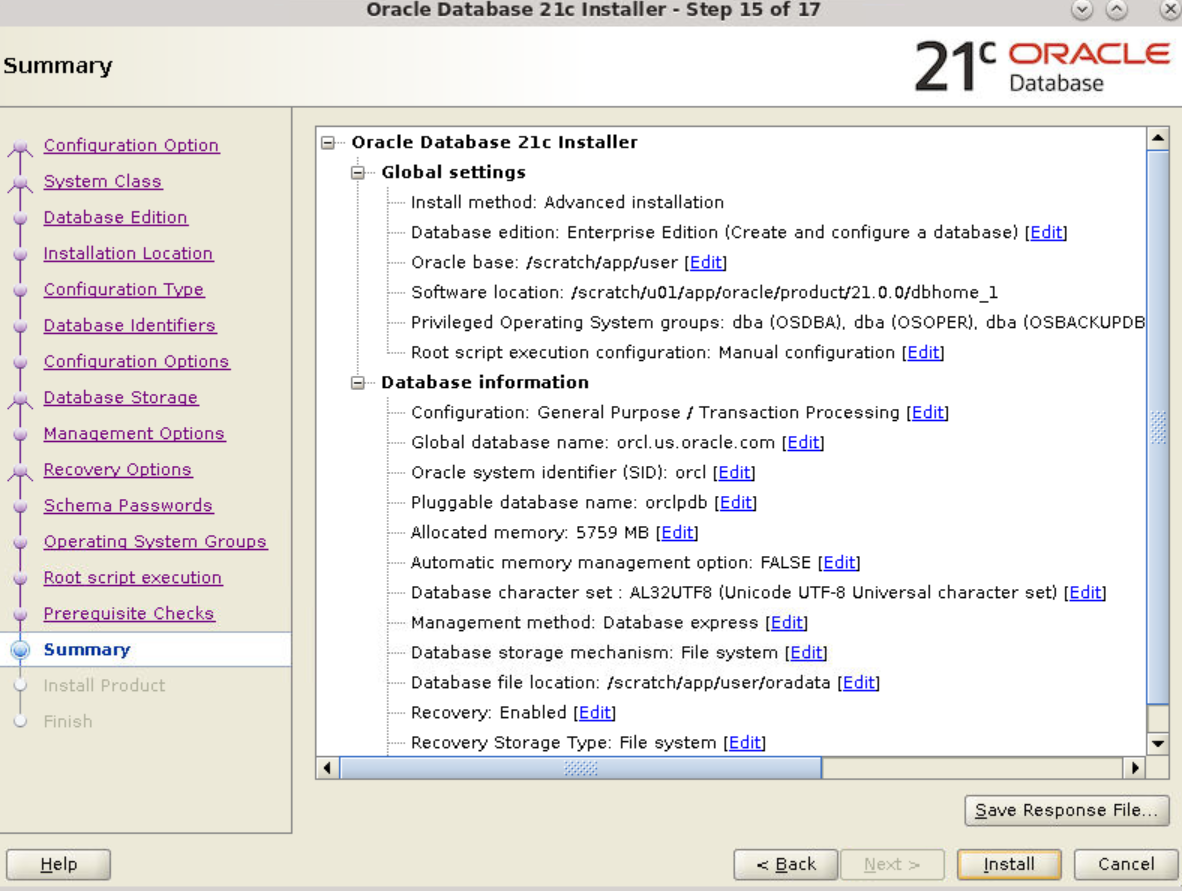 Oracle Database 21c Installer - Step 15 of 17
Summary
21c ORACLE
Database
Configuration Option
System Class
Database Edition
Installation Location
Configuration Type
Database Identifiers
Configuration Options
Database Storage
Management Options
Recovery Options
Schema Passwords
Operating System Groups
Root script execution
Prerequisite Checks
Summary
Install Product
Finish
Oracle Database 21c Installer
Global settings
Install method: Advanced installation
Database edition: Enterprise Edition (Create and configure a database) [Edit]
Oracle base: /scratch/app/user [Edit]
Software location: /scratch/u01/app/oracle/product/21.0.0/dbhome_1
Privileged Operating System groups: dba (OSDBA), dba (OSOPER), dba (OSBACKUPDB
Root script execution configuration: Manual configuration [Edit]
Database information
Configuration: General Purpose / Transaction Processing [Edit]
Global database name: orcl.us.oracle.com [Edit]
Oracle system identifier (SID): orcl [Edit]
Pluggable database name: orclpdb [Edit]
Allocated memory: 5759 MB [Edit]
Automatic memory management option: FALSE [Edit]
Database character set : AL32UTF8 (Unicode UTF-8 Universal character set) [Edit]
Management method: Database express [Edit]
Database storage mechanism: File system [Edit]
Database file location: /scratch/app/user/oradata [Edit]
Recovery: Enabled [Edit]
Recovery Storage Type: File system [Edit]
Save Response File...
Help
< Back
Next >
Install
Cancel